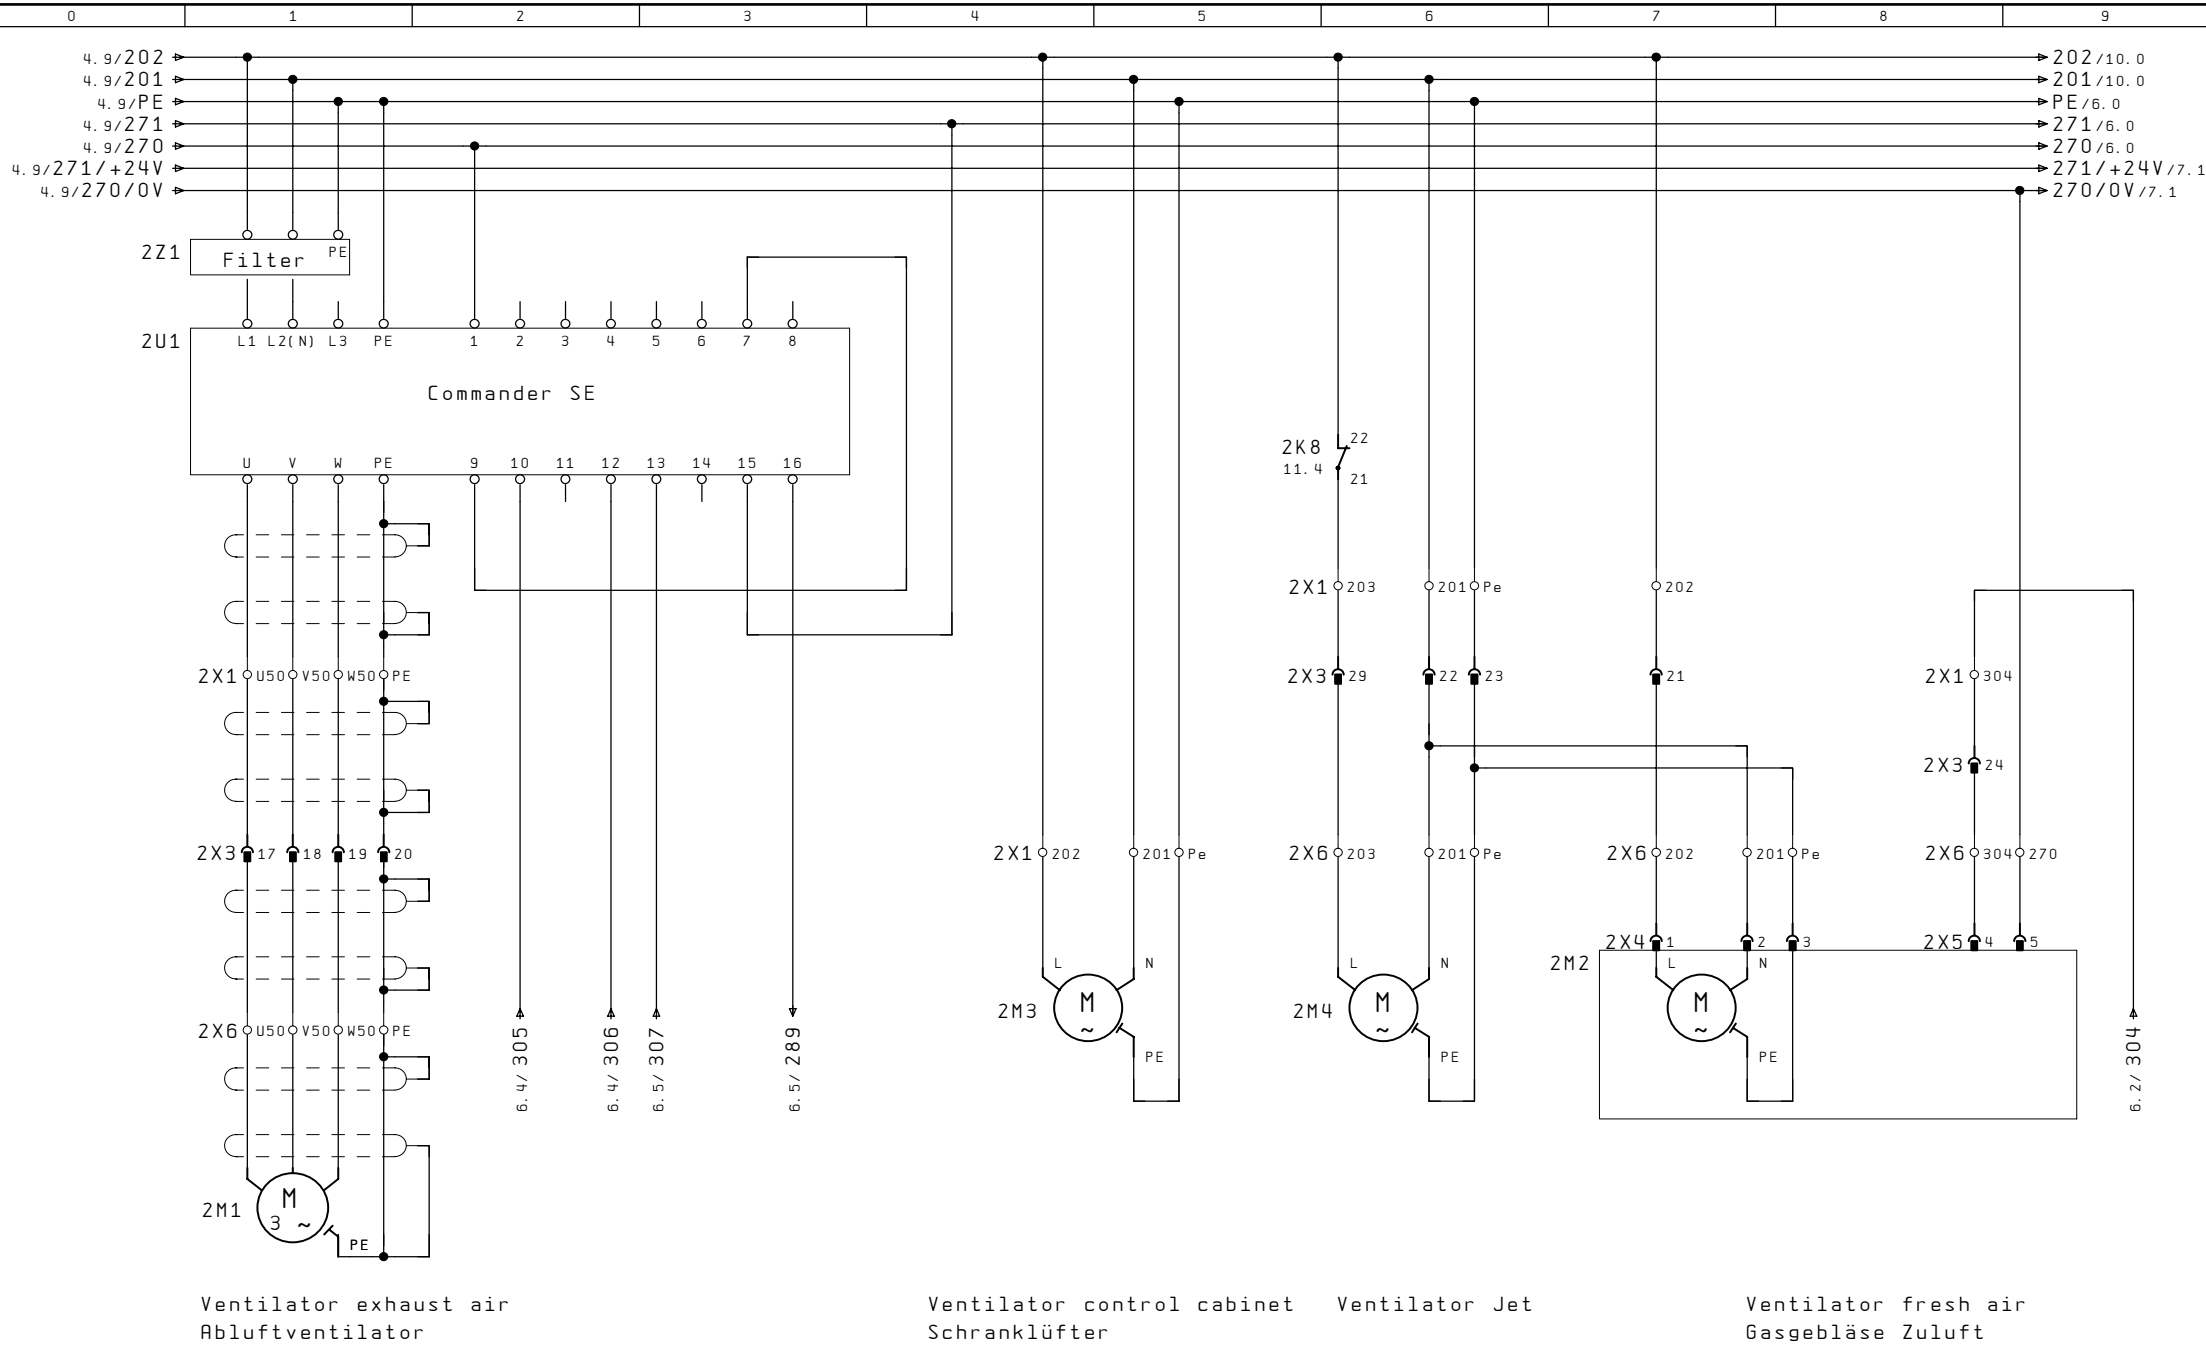 0 1 2 3 4 5 6 7 8 9
4.9/202 202/10.0
4.9/201 201/10.0
4.9/PE PE/6.0
4.9/271 271/6.0
4.9/270 270/6.0
4.9/271/+24V 271/+24V/7.1
4.9/270/0V 270/0V/7.1
2Z1 Filter PE
2U1 L1 L2(N) L3 PE 1 2 3 4 5 6 7 8
Commander SE
U V W PE 9 10 11 12 13 14 15 16
2K8 22
11.4 21
2X1 203 201 Pe 202
2X1 U50 V50 W50 PE 2X3 29 22 23 21 2X1 304
2X3 24
2X3 17 18 19 20 2X1 202 201 Pe 2X6 203 201 Pe 2X6 202 201 Pe 2X6 304 270
2X4 1 2 3 2X5 4 5
2M2
L N L N L N
2M3 M ~ 2M4 M ~ M ~
2X6 U50 V50 W50 PE
PE PE PE
6.4/305
6.4/306
6.5/307
6.5/289
6.2/304
2M1 M 3 ~
PE
Ventilator exhaust air Ventilator control cabinet Ventilator Jet Ventilator fresh air
Abluftventilator Schranklüfter Gasgebläse Zuluft